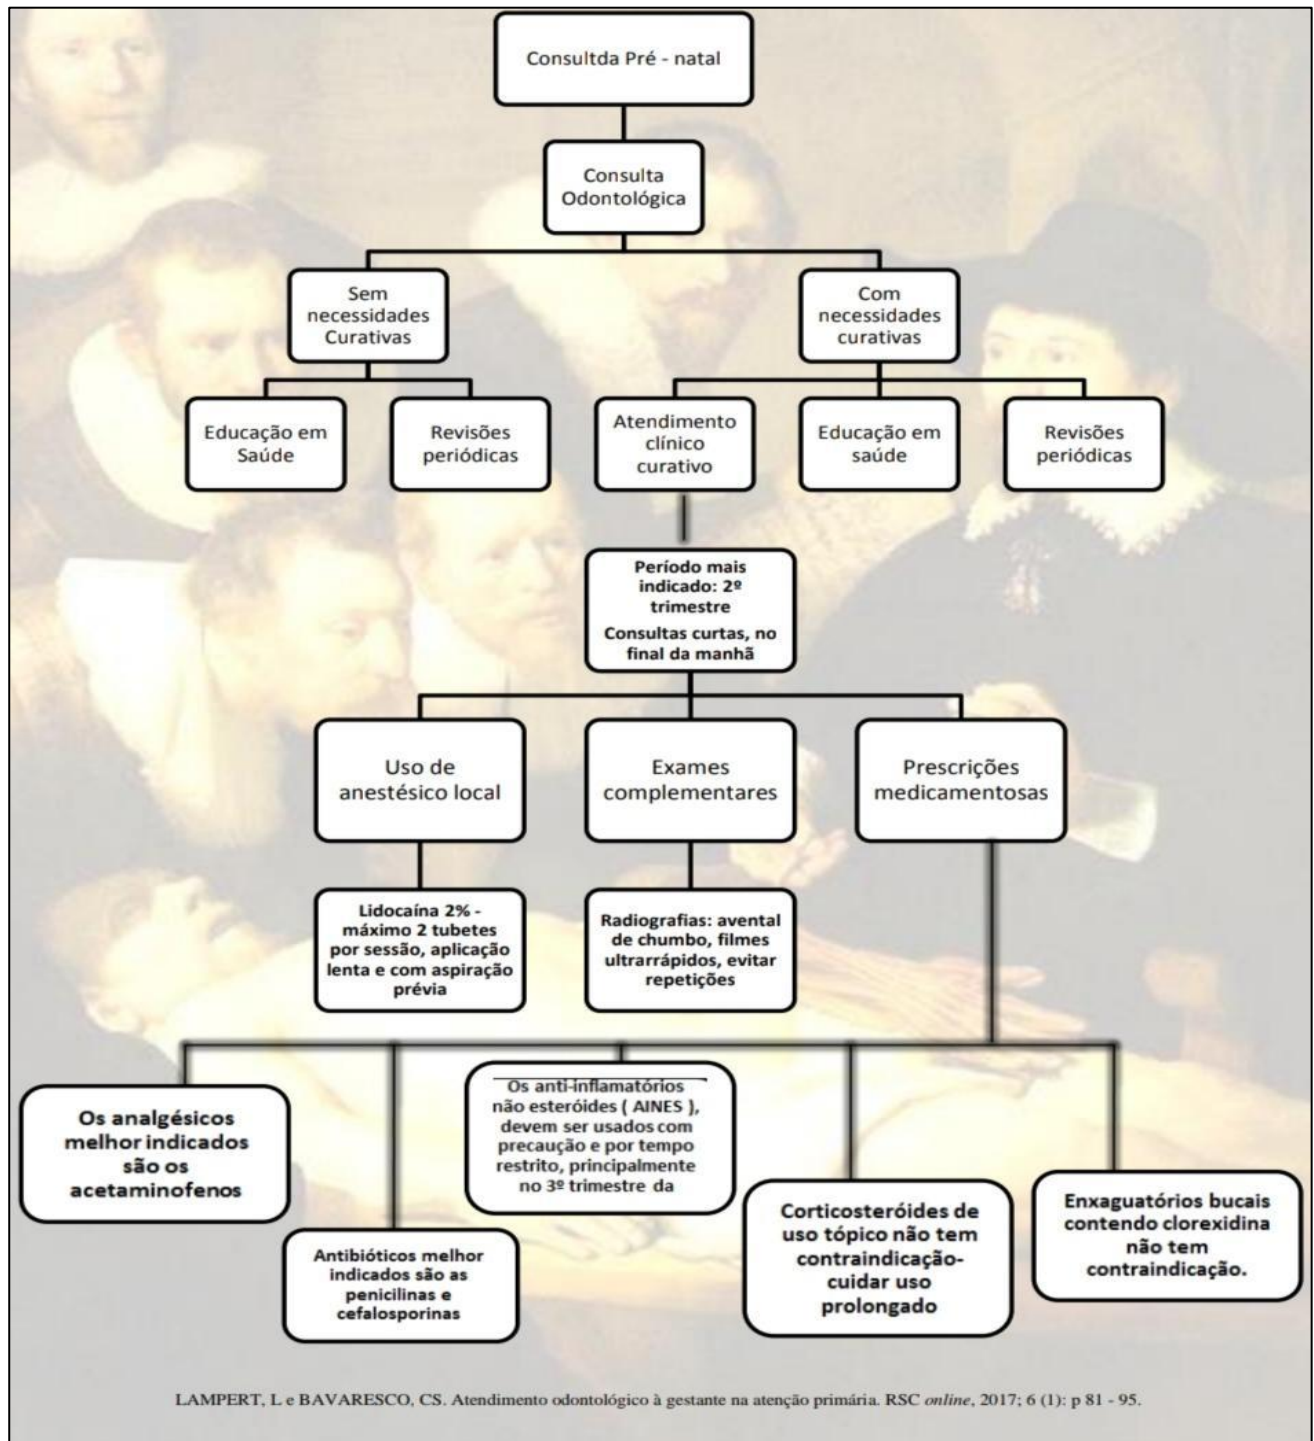 Consultda Pré - natal
Consulta
Odontológica
Sem
necessidades
Curativas
Com
necessidades
curativas
Educação em
Saúde
Revisões
periódicas
Atendimento
clínico
curativo
Educação em
saúde
Revisões
periódicas
Período mais
indicado: 2º
trimestre
Consultas curtas, no
final da manhã
Uso de
anestésico local
Exames
complementares
Prescrições
medicamentosas
Lidocaína 2% -
máximo 2 tubetes
por sessão, aplicação
lenta e com aspiração
prévia
Radiografias: avental
de chumbo, filmes
ultrarrápidos, evitar
repetições
Os analgésicos
melhor indicados
são os
acetaminofenos
Antibióticos melhor
indicados são as
penicilinas e
cefalosporinas
Os anti-inflamatórios
não esteróides ( AINES ),
devem ser usados com
precaução e por tempo
restrito, principalmente
no 3º trimestre da
Corticosteróides de
uso tópico não tem
contraindicação-
cuidar uso
prolongado
Enxaguatórios bucais
contendo clorexidina
não tem
contraindicação.
LAMPERT, L e BAVARESCO, CS. Atendimento odontológico à gestante na atenção primária. RSC online, 2017; 6 (1): p 81 - 95.